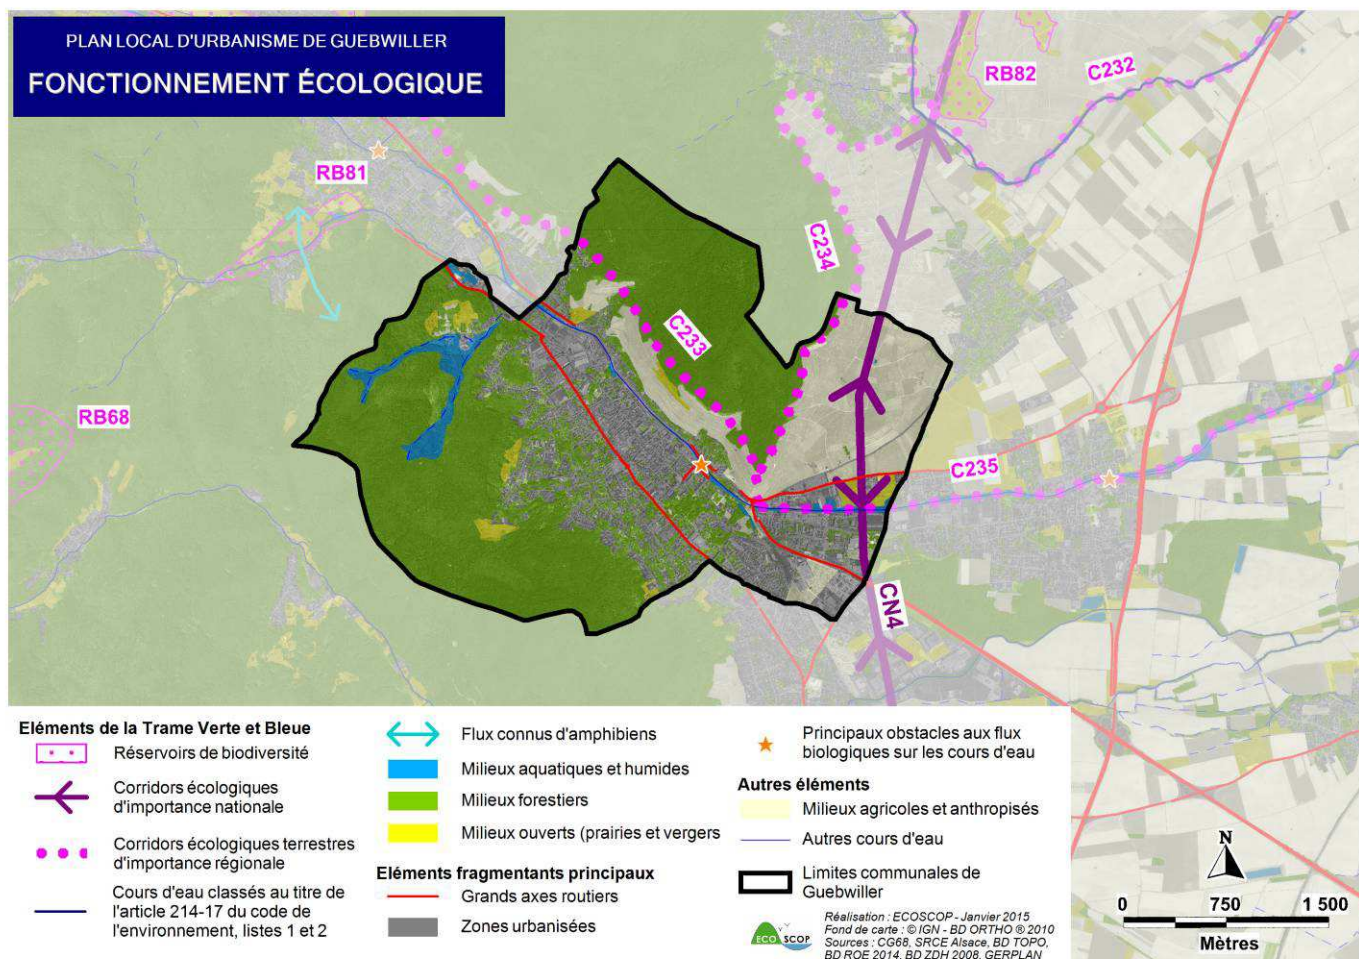 PLAN LOCAL D'URBANISME DE GUEBWILLER
FONCTIONNEMENT ÉCOLOGIQUE
RB82
C232
RB81
C234
C233
RB68
C235
CN4
Eléments de la Trame Verte et Bleue
Réservoirs de biodiversité
Corridors écologiques
d'importance nationale
Corridors écologiques terrestres
d'importance régionale
Cours d'eau classés au titre de
l'article 214-17 du code de
l'environnement, listes 1 et 2
Flux connus d'amphibiens
Milieux aquatiques et humides
Milieux forestiers
Milieux ouverts (prairies et vergers
Eléments fragmentants principaux
Grands axes routiers
Zones urbanisées
Principaux obstacles aux flux
biologiques sur les cours d'eau
Autres éléments
Milieux agricoles et anthropisés
Autres cours d'eau
Limites communales de
Guebwiller
ECO SCOP
Réalisation : ECOSCOP - Janvier 2015
Fond de carte : © IGN - BD ORTHO ® 2010
Sources : CG68, SRCE Alsace, BD TOPO,
BD ROE 2014, BD ZDH 2008, GERPLAN
N
0 750 1 500
Mètres